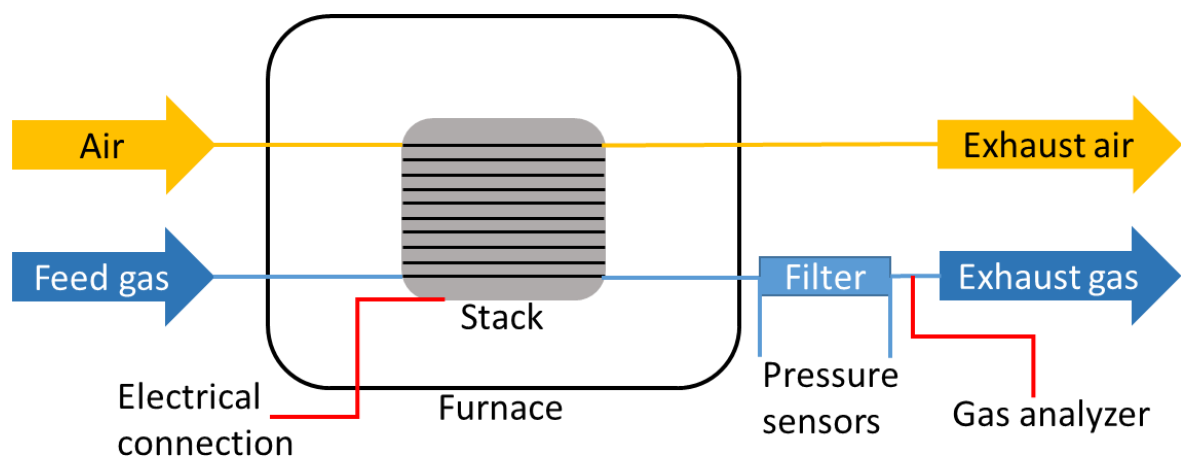 Air
Exhaust air
Feed gas
Filter
Exhaust gas
Stack
Electrical
connection
Furnace
Pressure
sensors
Gas analyzer